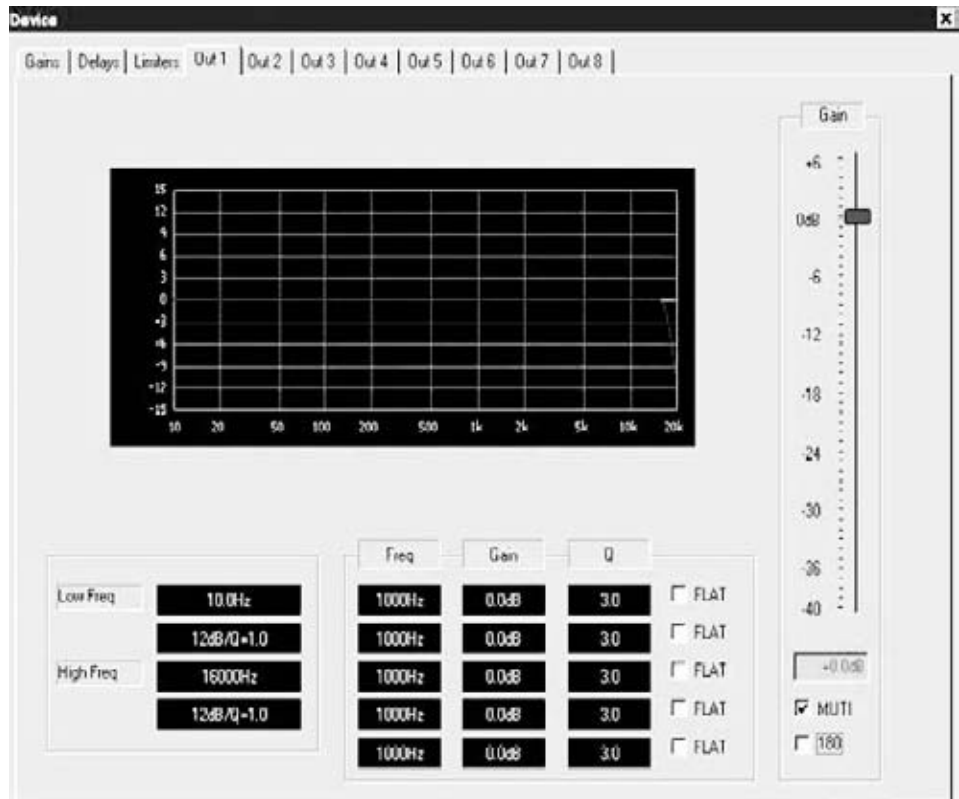 Device
Gains Delays Limiters Out 1 Out 2 Out 3 Out 4 Out 5 Out 6 Out 7 Out 8
Gain
+6
0dB
-6
-12
-18
-24
-30
-36
-40
+0.0dB
MUTI
180
15
12
9
6
3
0
-3
-6
-9
-12
-15
10 20 50 100 200 500 1k 2k 5k 10k 20k
Low Freq 10.0Hz
12dB/Q=1.0
High Freq 16000Hz
12dB/Q=1.0
Freq Gain Q
1000Hz 0.0dB 3.0 FLAT
1000Hz 0.0dB 3.0 FLAT
1000Hz 0.0dB 3.0 FLAT
1000Hz 0.0dB 3.0 FLAT
1000Hz 0.0dB 3.0 FLAT